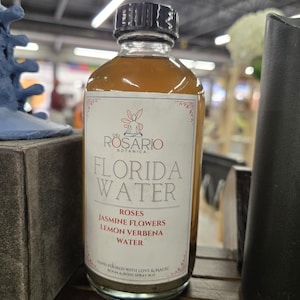 ROSARIO
BOTANICA
FLORIDA
WATER
ROSES
JASMINE FLOWERS
LEMON VERBENA
WATER